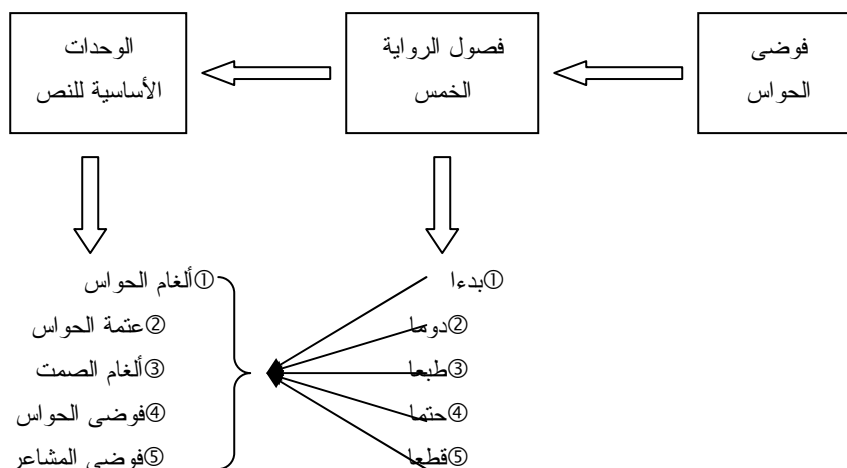 فوضى
الحواس
فصول الرواية
الخمس
الوحدات
الأساسية للنص
①بدءا
②دوما
③طبعا
④حتما
⑤قطعا
①ألغام الحواس
②عتمة الحواس
③ألغام الصمت
④فوضى الحواس
⑤فوضى المشاعر